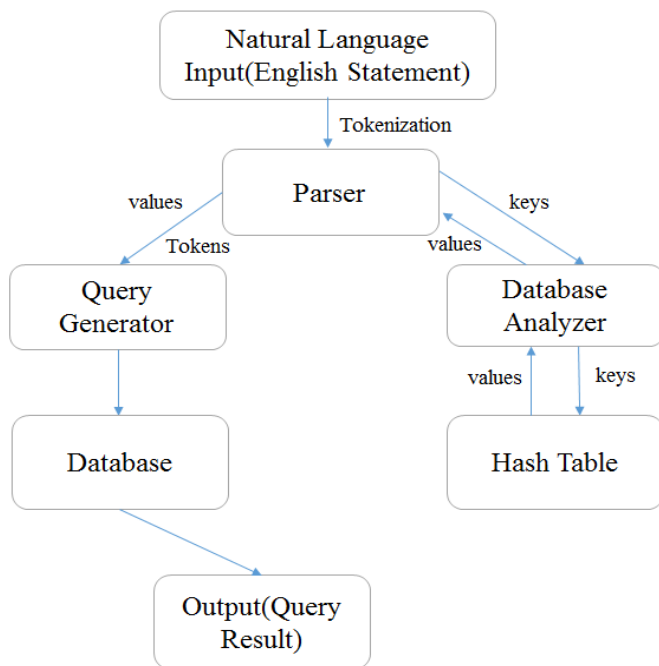 Natural Language
Input(English Statement)
Tokenization
Parser
values
keys
Tokens
values
Query
Generator
Database
Analyzer
values
keys
Database
Hash Table
Output(Query
Result)